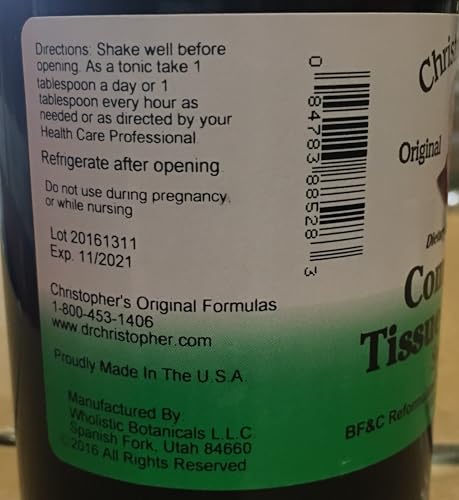 Directions: Shake well before
opening. As a tonic take 1
tablespoon a day or 1
tablespoon every hour as
needed or as directed by your
Health Care Professional.
Refrigerate after opening
Do not use during pregnancy,
or while nursing
Lot 20161311
Exp. 11/2021
Christopher's Original Formulas
1-800-453-1406
www.drchristopher.com
Proudly Made In The U.S.A.
Manufactured By
Wholistic Botanicals L.L.C.
Spanish Fork, Utah 84660
©2016 All Rights Reserved
0 84783 88528 3
Original
Tissue
BF&C